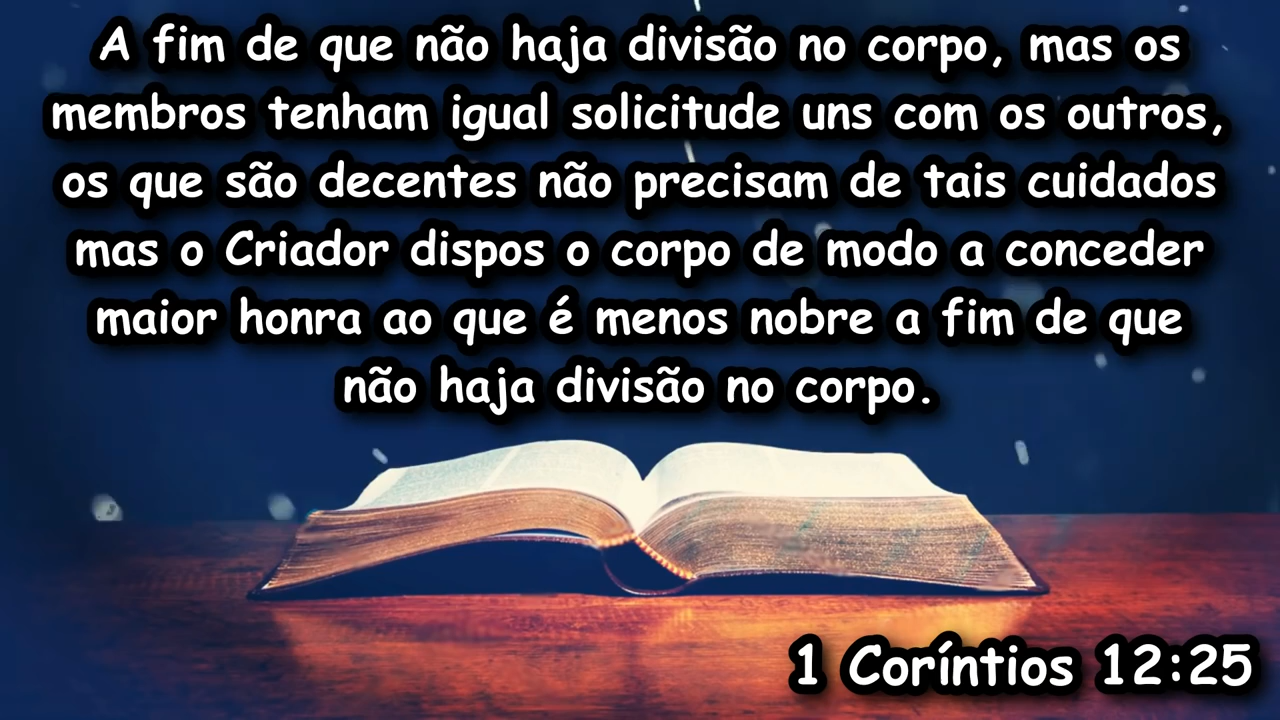 A fim de que não haja divisão no corpo, mas os
membros tenham igual solicitude uns com os outros,
os que são decentes não precisam de tais cuidados
mas o Criador dispos o corpo de modo a conceder
maior honra ao que é menos nobre a fim de que
não haja divisão no corpo.
1 Coríntios 12:25